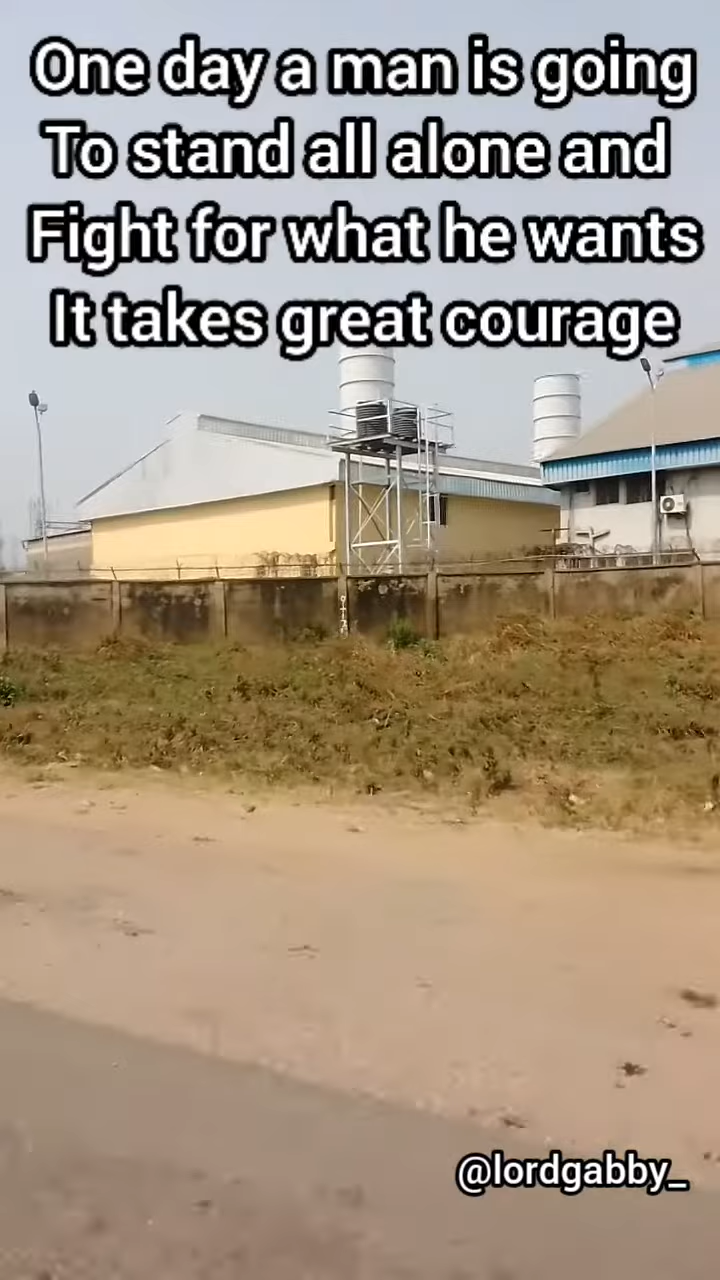 One day a man is going
To stand all alone and
Fight for what he wants
It takes great courage
@lordgabby_